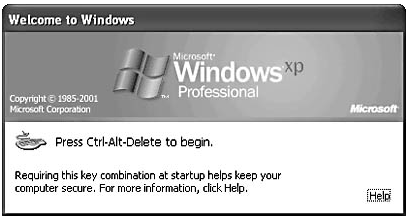 Welcome to Windows
Microsoft®
Windows xp
Professional
Copyright © 1985-2001
Microsoft Corporation
Microsoft
Press Ctrl-Alt-Delete to begin.
Requiring this key combination at startup helps keep your
computer secure. For more information, click Help.
Help